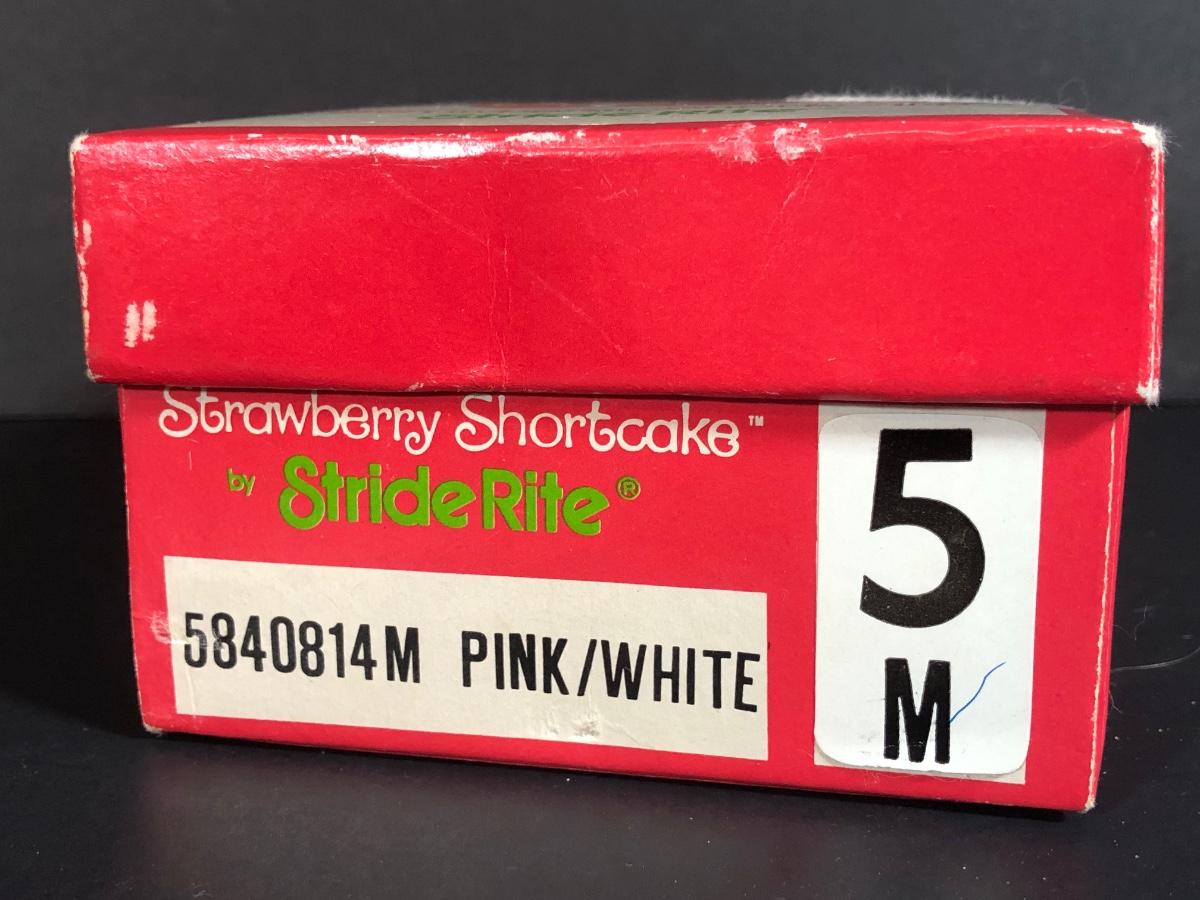 Strawberry Shortcake™
by StrideRite®
5840814M PINK/WHITE
5
M